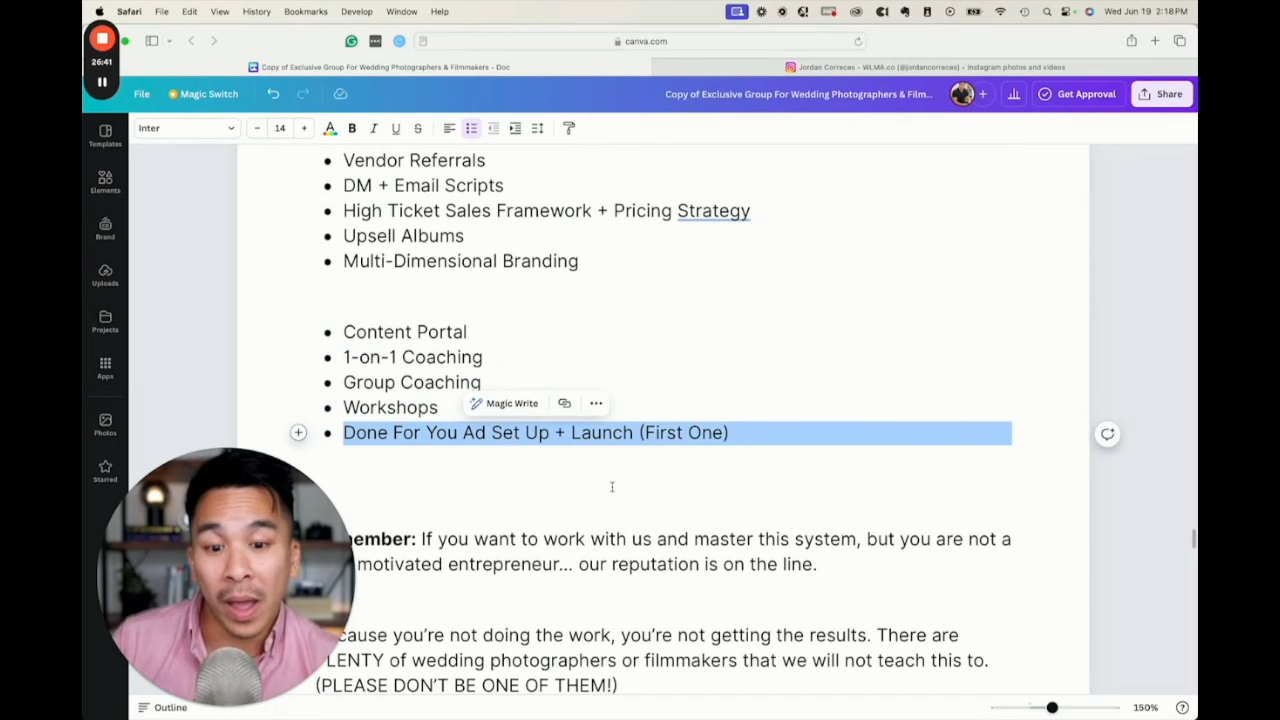 Safari File Edit View History Bookmarks Develop Window Help Wed Jun 19 2:18 PM
26:41
canva.com
Copy of Exclusive Group For Wedding Photographers & Filmmakers - Doc
Jordan Correces – WLMA.co (@jordancorreces) • Instagram photos and videos
File Magic Switch Copy of Exclusive Group For Wedding Photographers & Film... Get Approval Share
Inter - 14 + A B I U S
Templates
Elements
Brand
Uploads
Projects
Apps
Photos
Starred
• Vendor Referrals
• DM + Email Scripts
• High Ticket Sales Framework + Pricing Strategy
• Upsell Albums
• Multi-Dimensional Branding
• Content Portal
• 1-on-1 Coaching
• Group Coaching
• Workshops
Magic Write
• Done For You Ad Set Up + Launch (First One)
member: If you want to work with us and master this system, but you are not a
motivated entrepreneur... our reputation is on the line.
cause you’re not doing the work, you’re not getting the results. There are
LENTY of wedding photographers or filmmakers that we will not teach this to.
(PLEASE DON’T BE ONE OF THEM!)
Outline 150%